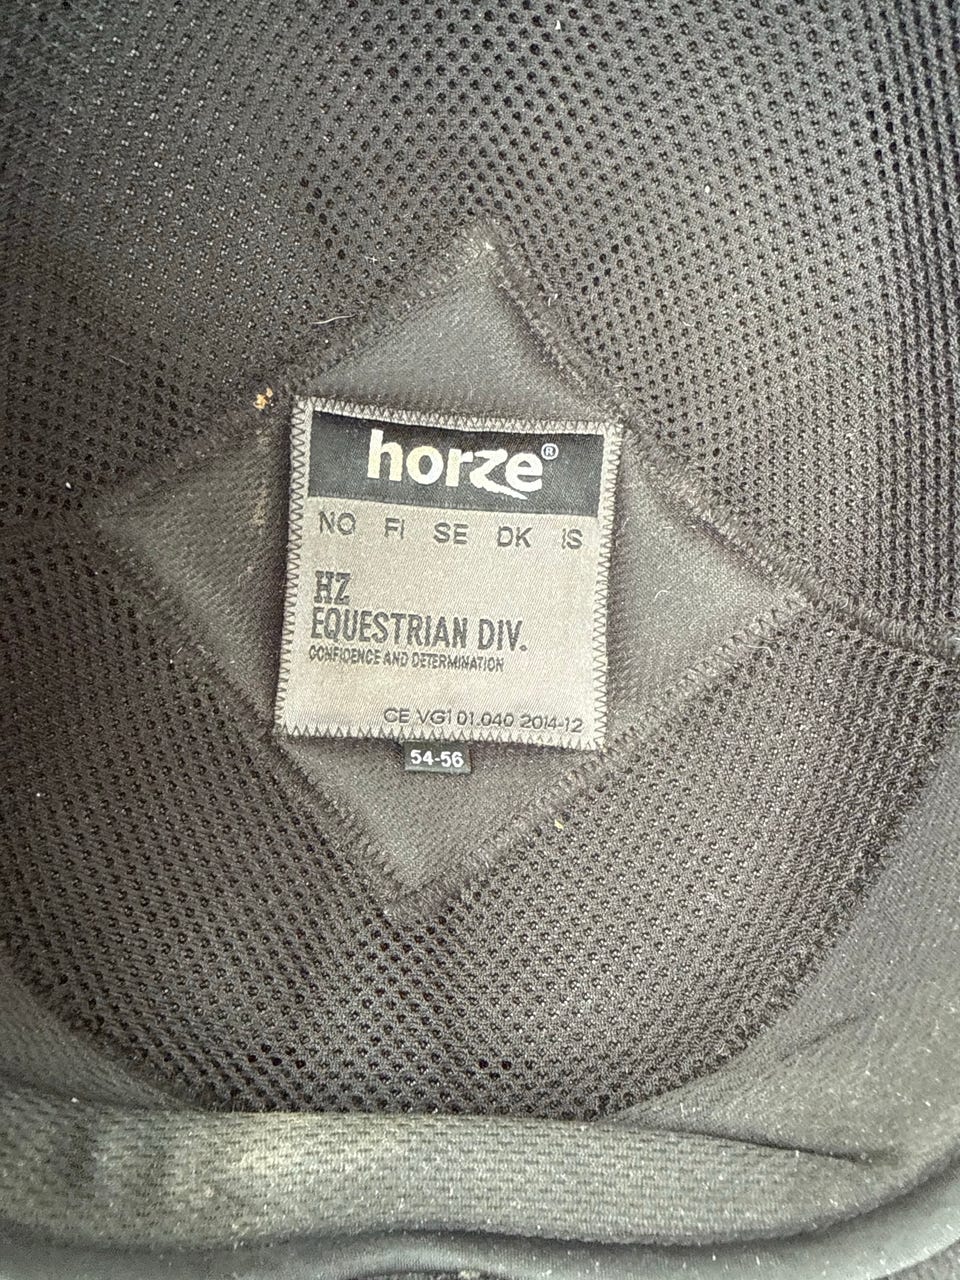 horze®
NO FI SE DK IS
HZ
EQUESTRIAN DIV.
CONFIDENCE AND DETERMINATION
CE VG1 01.040 2014-12
54-56